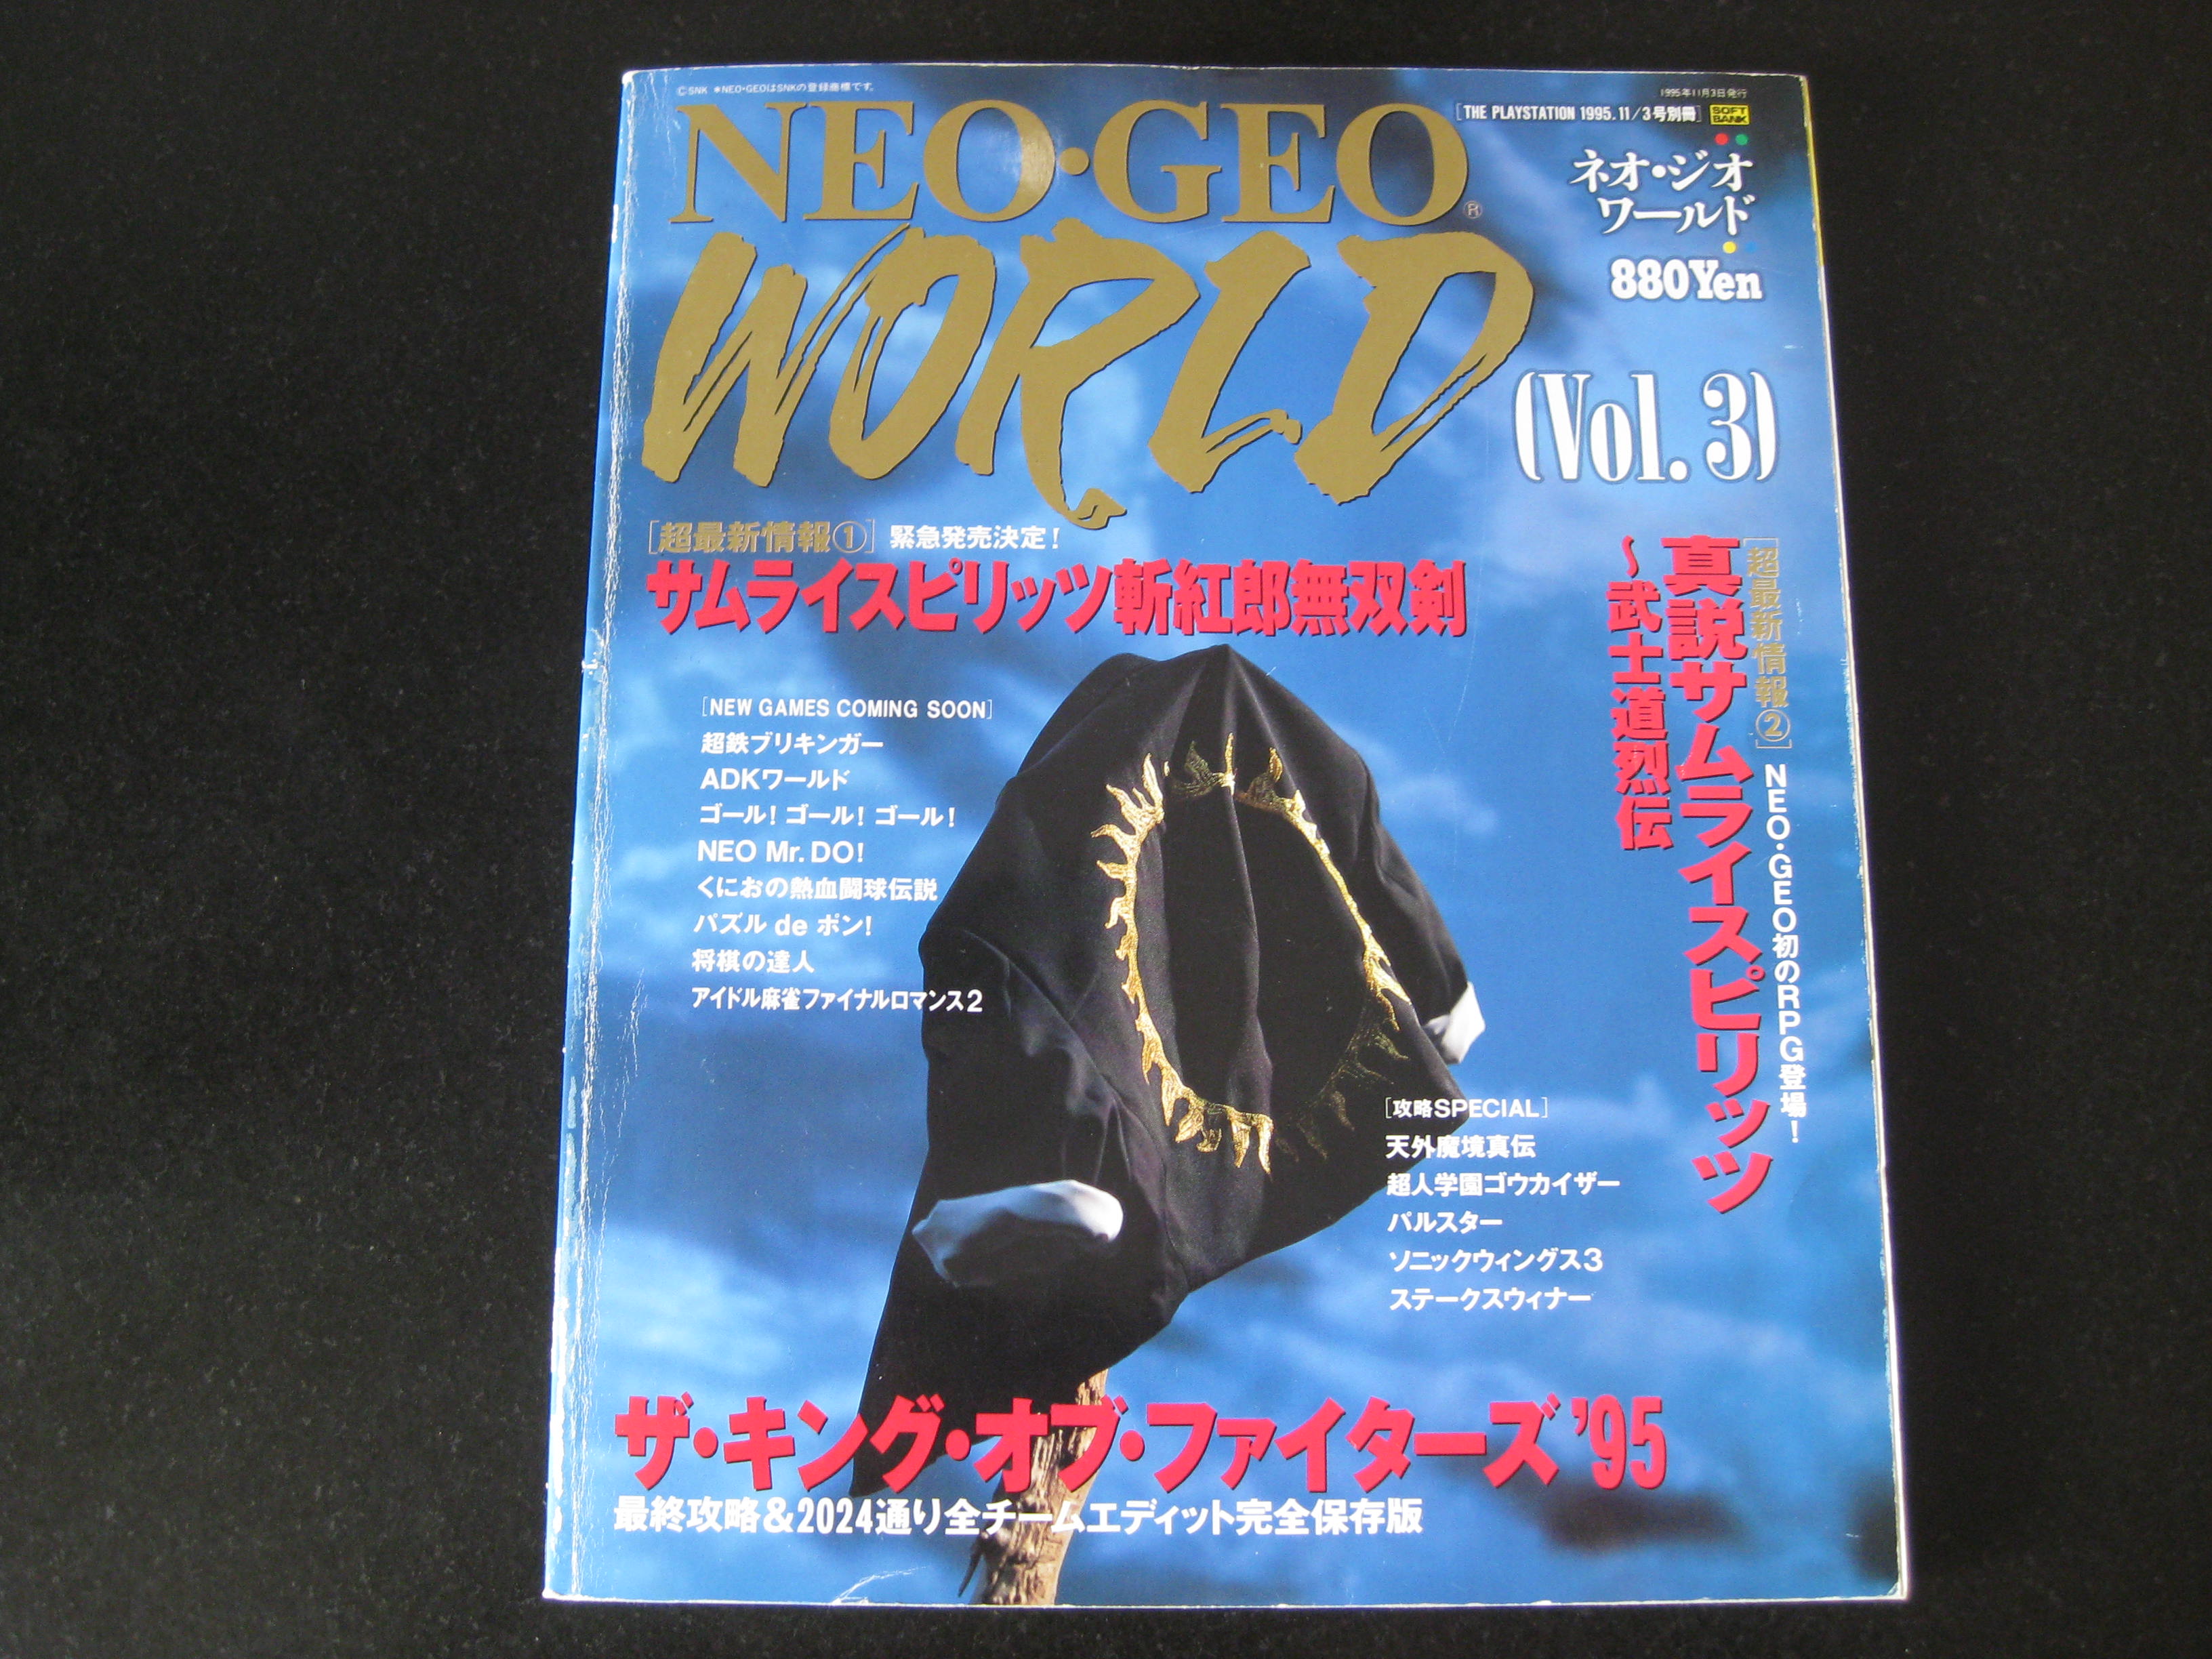 ©SNK *NEO・GEOはSNKの登録商標です。
1995年11月3日発行
[THE PLAYSTATION 1995.11/3号別冊] SOFT BANK
NEO・GEO®
WORLD
ネオ・ジオ
ワールド
880Yen
(Vol.3)
[超最新情報①] 緊急発売決定!
サムライスピリッツ斬紅郎無双剣
[超最新情報②] NEO・GEO初のRPG登場!
真説サムライスピリッツ
〜武士道烈伝
[NEW GAMES COMING SOON]
超鉄ブリキンガー
ADKワールド
ゴール! ゴール! ゴール!
NEO Mr. DO!
くにおの熱血闘球伝説
パズル de ポン!
将棋の達人
アイドル麻雀ファイナルロマンス2
[攻略SPECIAL]
天外魔境真伝
超人学園ゴウカイザー
パルスター
ソニックウィングス3
ステークスウィナー
ザ・キング・オブ・ファイターズ'95
最終攻略&2024通り全チームエディット完全保存版